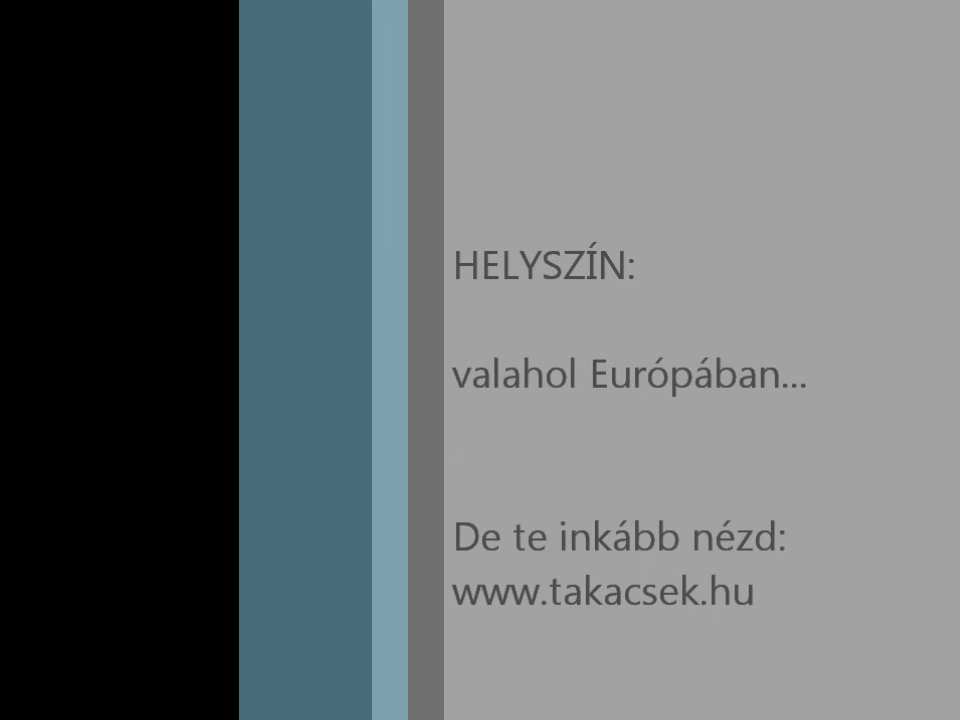 HELYSZÍN:
valahol Európában...
De te inkább nézd:
www.takacsek.hu